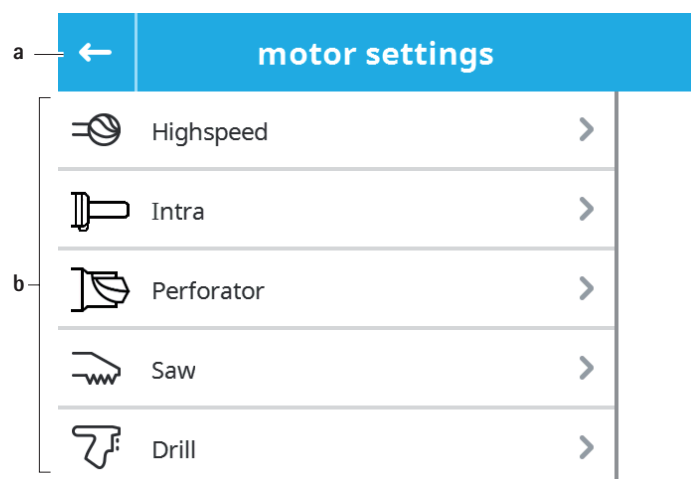 a
motor settings
Highspeed
Intra
b
Perforator
Saw
Drill